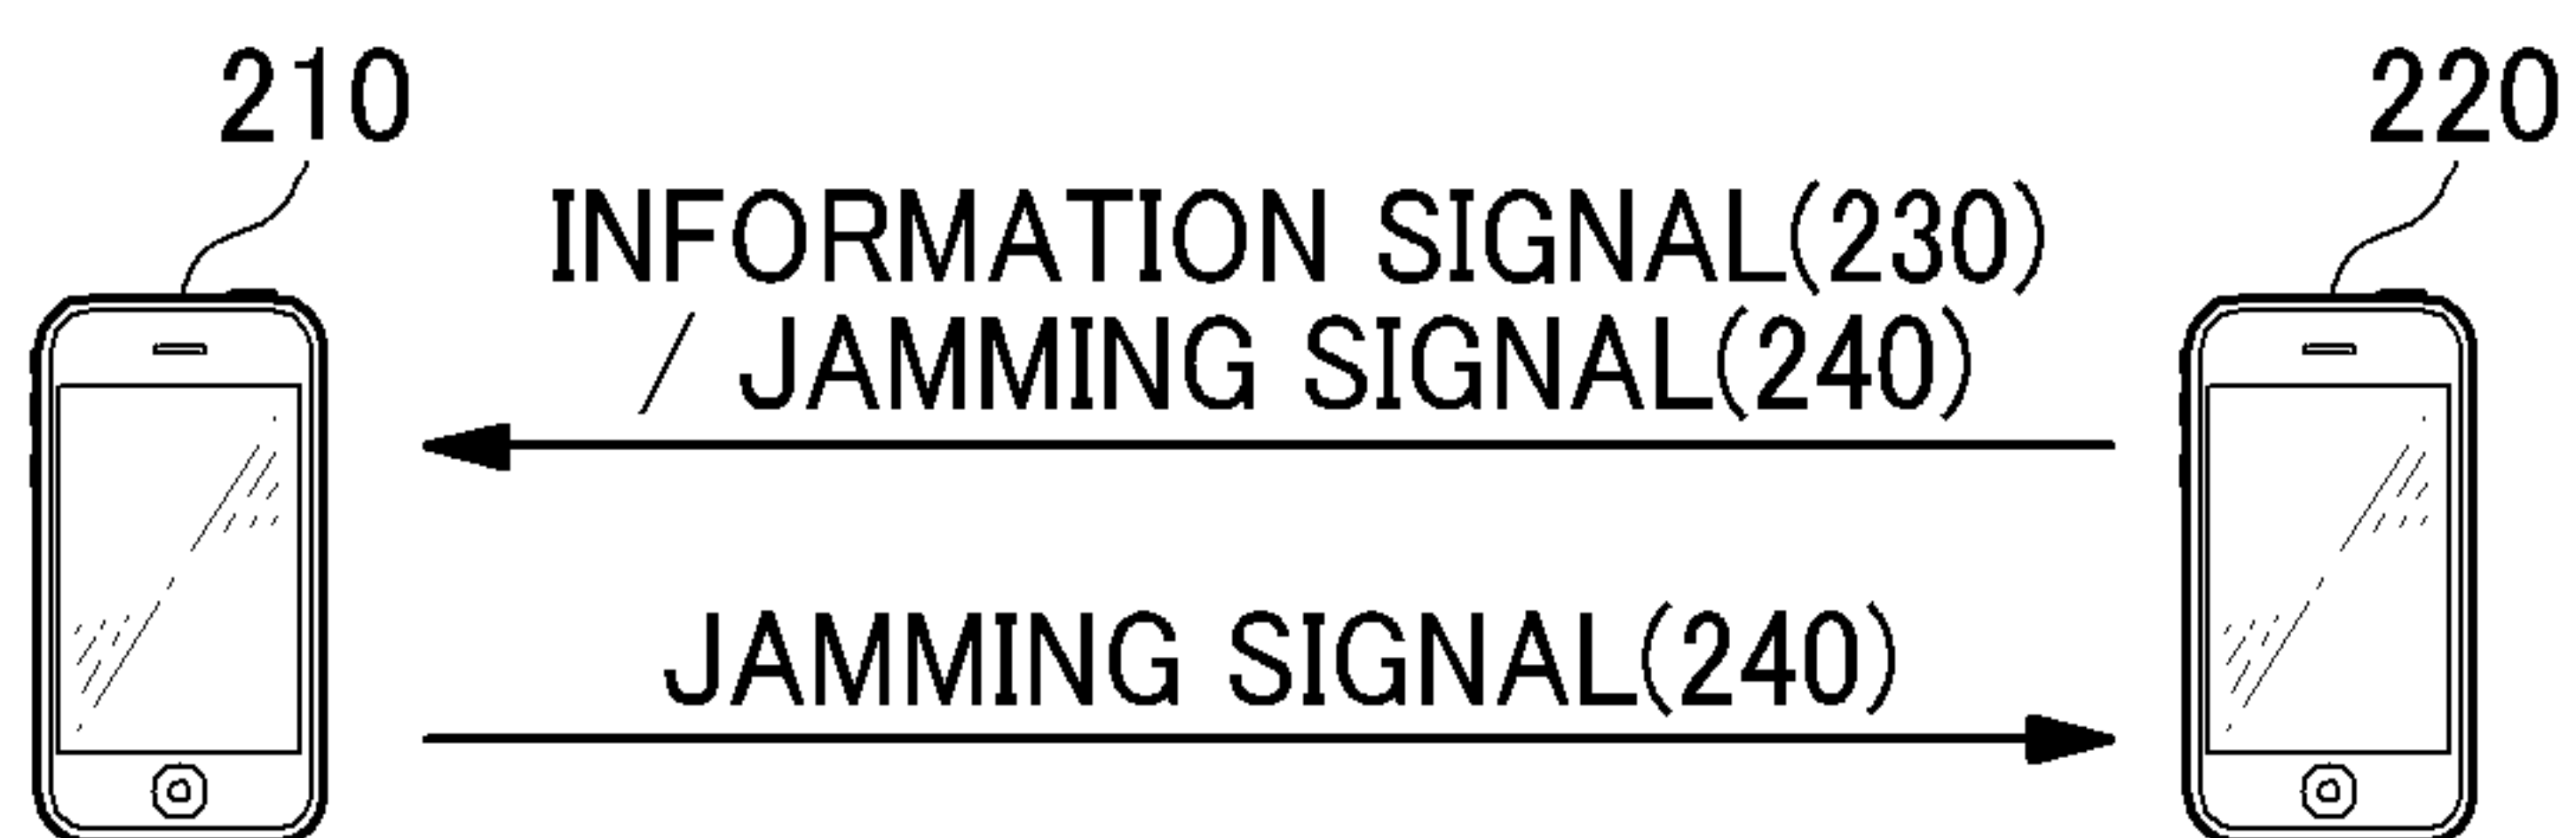 210
220
INFORMATION SIGNAL(230)
/ JAMMING SIGNAL(240)
JAMMING SIGNAL(240)